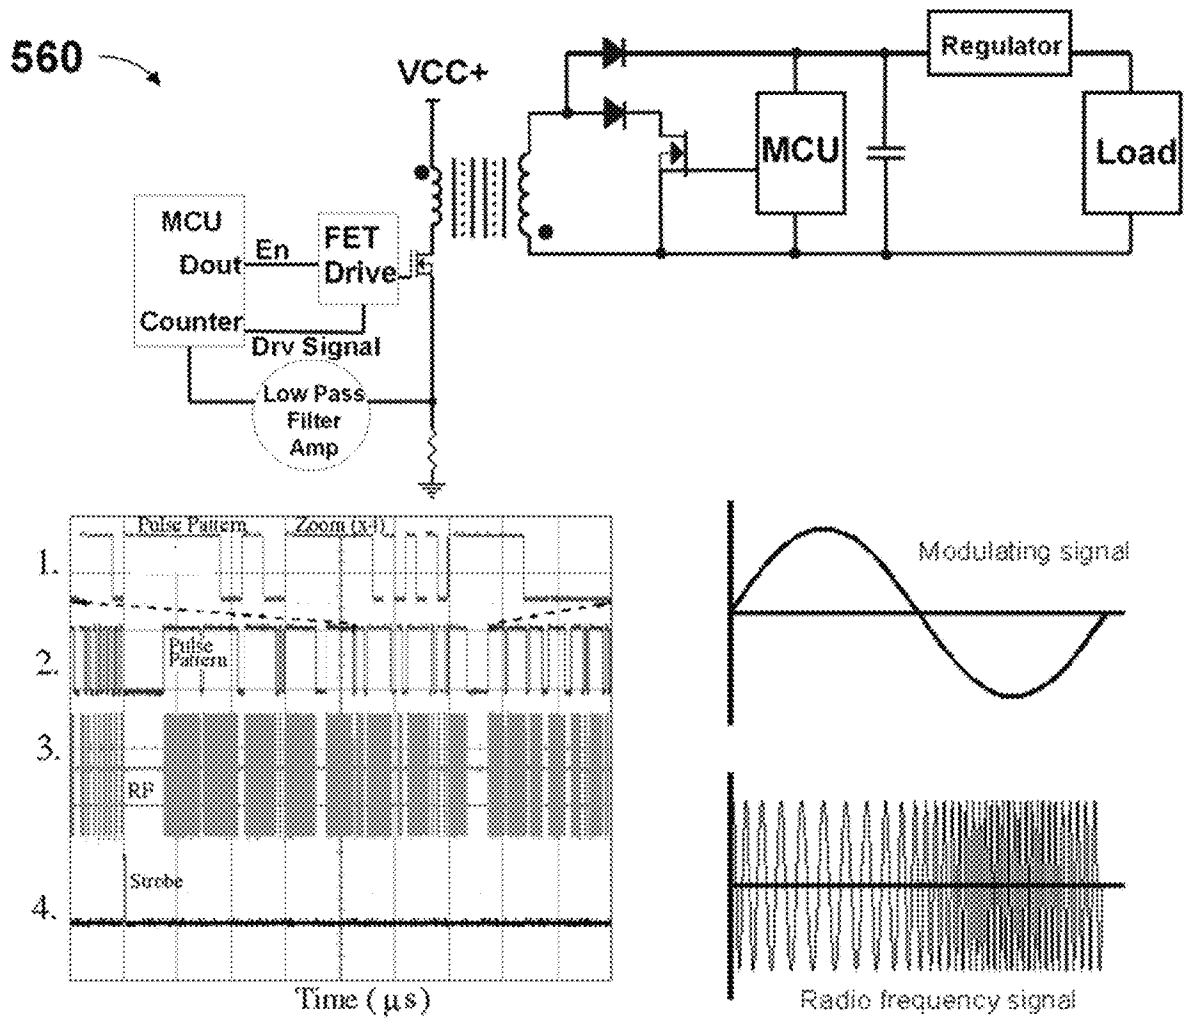 560
VCC+
Regulator
MCU
Load
MCU
Dout
En
FET
Drive
Counter
Drv Signal
Low Pass
Filter
Amp
Pulse Pattern
Zoom (x4)
1.
2.
Pulse
Pattern
3.
RF
Strobe
4.
Time (μs)
Modulating signal
Radio frequency signal